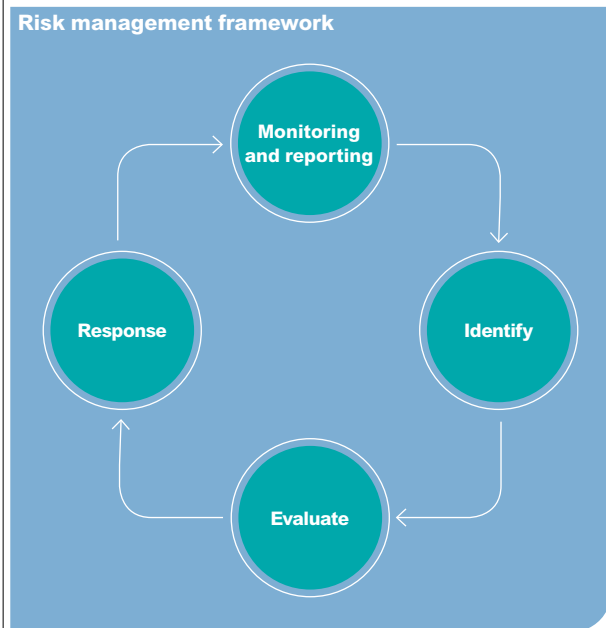 Risk management framework
Monitoring
and reporting
Response
Identify
Evaluate